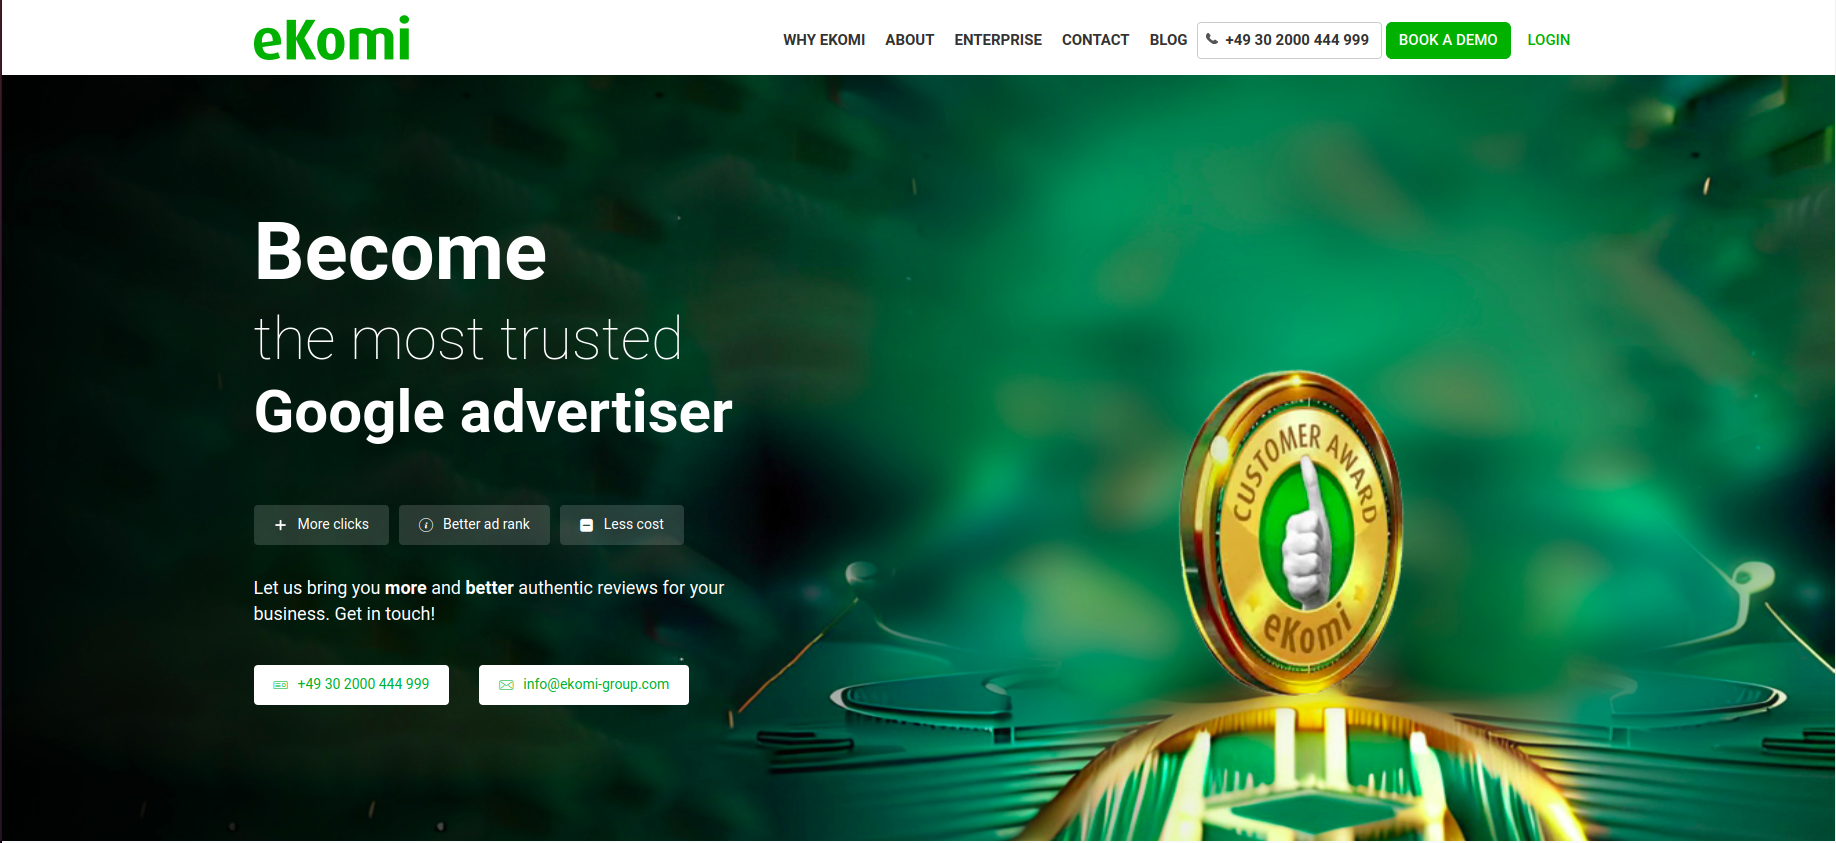 eKomi
WHY EKOMI
ABOUT
ENTERPRISE
CONTACT
BLOG
+49 30 2000 444 999
BOOK A DEMO
LOGIN
Become
the most trusted
Google advertiser
More clicks
Better ad rank
Less cost
Let us bring you more and better authentic reviews for your
business. Get in touch!
+49 30 2000 444 999
info@ekomi-group.com
CUSTOMER AWARD
eKomi